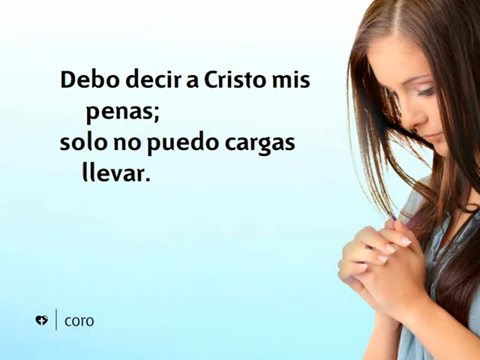 Debo decir a Cristo mis
penas;
solo no puedo cargas
llevar.
coro